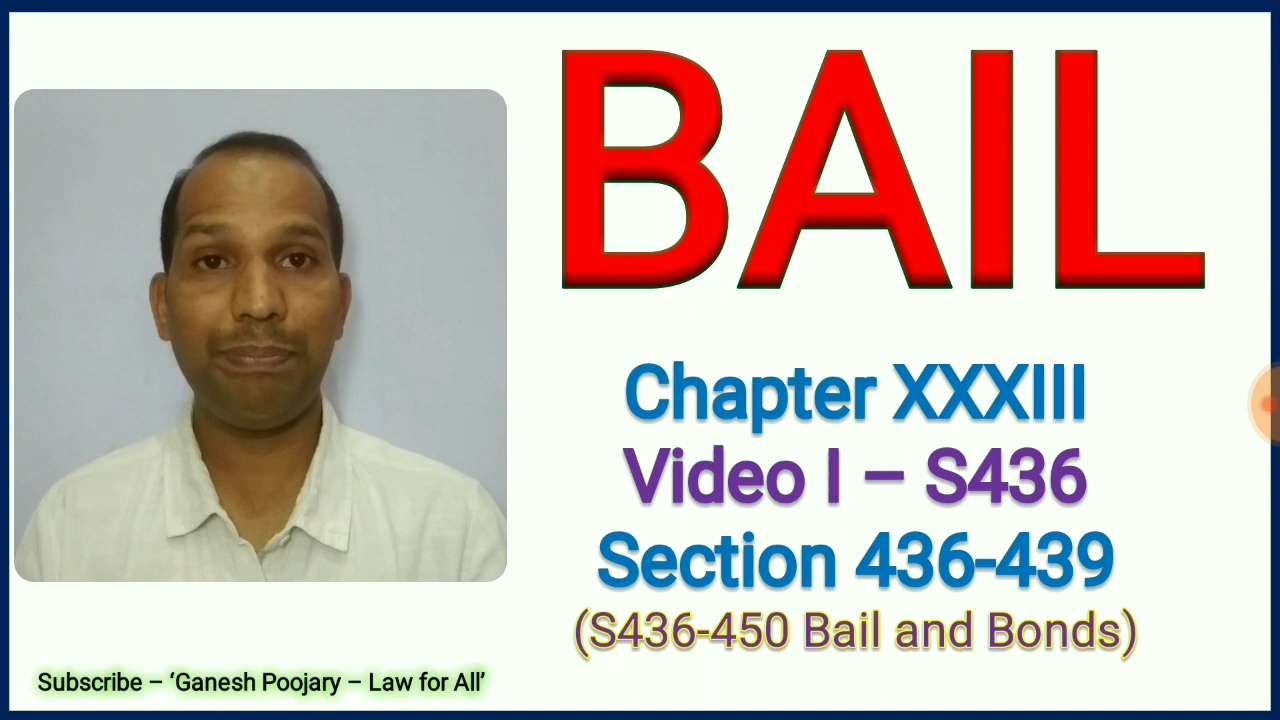 BAIL
Chapter XXXIII
Video I – S436
Section 436-439
(S436-450 Bail and Bonds)
Subscribe – ‘Ganesh Poojary – Law for All’